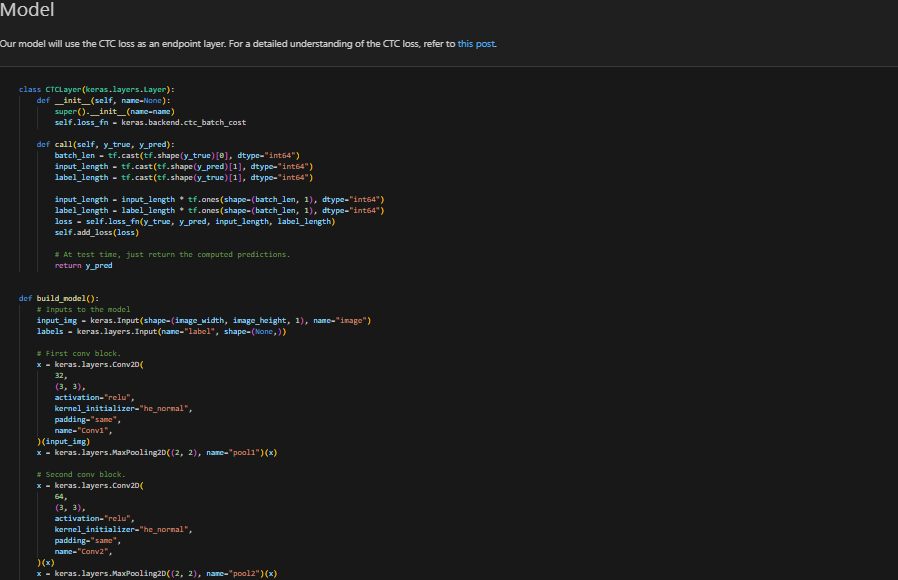 Model
Our model will use the CTC loss as an endpoint layer. For a detailed understanding of the CTC loss, refer to this post.
class CTCLayer(keras.layers.Layer):
    def __init__(self, name=None):
        super().__init__(name=name)
        self.loss_fn = keras.backend.ctc_batch_cost
    def call(self, y_true, y_pred):
        batch_len = tf.cast(tf.shape(y_true)[0], dtype="int64")
        input_length = tf.cast(tf.shape(y_pred)[1], dtype="int64")
        label_length = tf.cast(tf.shape(y_true)[1], dtype="int64")
        input_length = input_length * tf.ones(shape=(batch_len, 1), dtype="int64")
        label_length = label_length * tf.ones(shape=(batch_len, 1), dtype="int64")
        loss = self.loss_fn(y_true, y_pred, input_length, label_length)
        self.add_loss(loss)
        # At test time, just return the computed predictions.
        return y_pred
def build_model():
    # Inputs to the model
    input_img = keras.Input(shape=(image_width, image_height, 1), name="image")
    labels = keras.layers.Input(name="label", shape=(None,))
    # First conv block.
    x = keras.layers.Conv2D(
        32,
        (3, 3),
        activation="relu",
        kernel_initializer="he_normal",
        padding="same",
        name="Conv1",
    )(input_img)
    x = keras.layers.MaxPooling2D((2, 2), name="pool1")(x)
    # Second conv block.
    x = keras.layers.Conv2D(
        64,
        (3, 3),
        activation="relu",
        kernel_initializer="he_normal",
        padding="same",
        name="Conv2",
    )(x)
    x = keras.layers.MaxPooling2D((2, 2), name="pool2")(x)